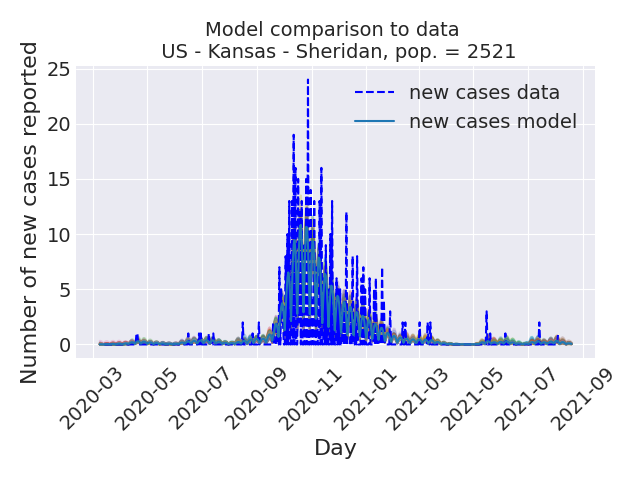 Model comparison to data
US - Kansas - Sheridan, pop. = 2521
Number of new cases reported
25
20
15
10
5
0
new cases data
new cases model
2020-03
2020-05
2020-07
2020-09
2020-11
2021-01
2021-03
2021-05
2021-07
2021-09
Day